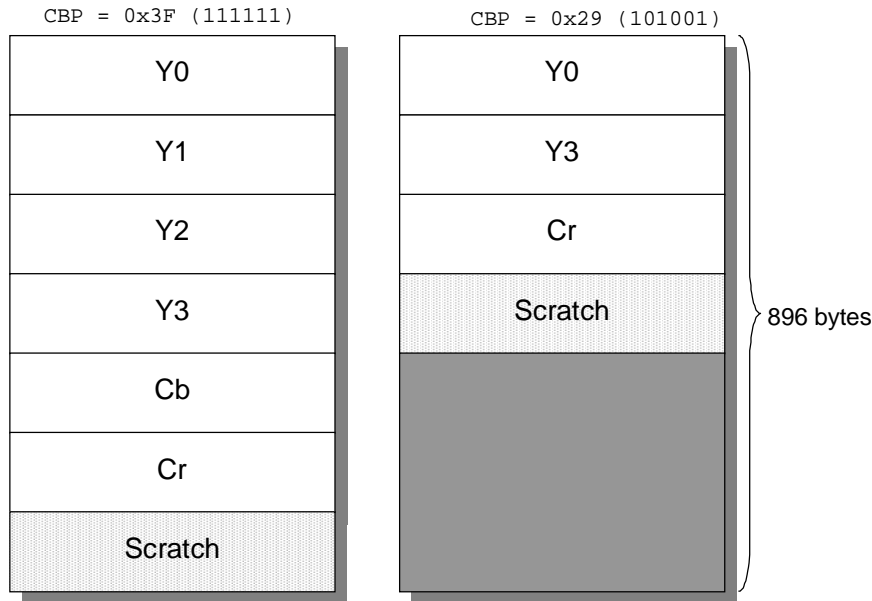 CBP = 0x3F (111111)
Y0
Y1
Y2
Y3
Cb
Cr
Scratch
CBP = 0x29 (101001)
Y0
Y3
Cr
Scratch
896 bytes